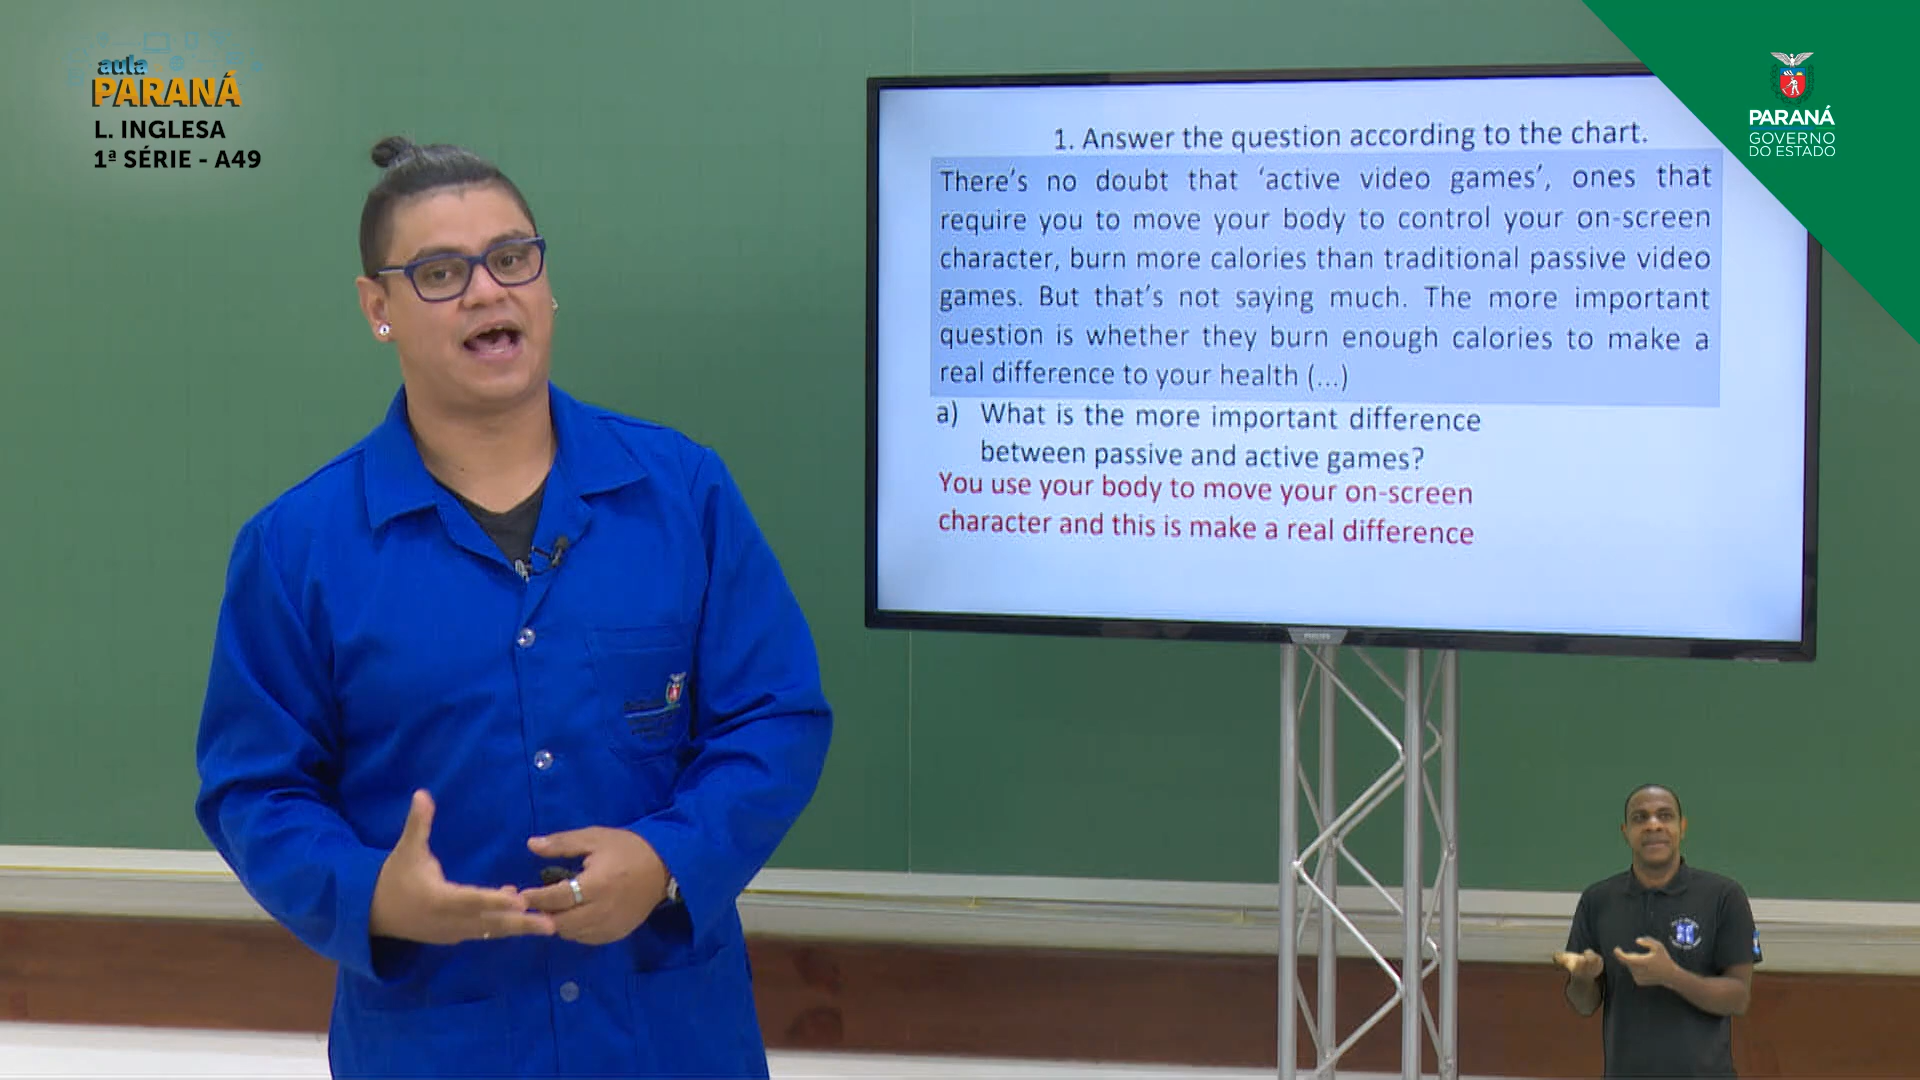 aula
PARANÁ
L. INGLESA
1ª SÉRIE - A49
1. Answer the question according to the chart.
There's no doubt that 'active video games', ones that
require you to move your body to control your on-screen
character, burn more calories than traditional passive video
games. But that's not saying much. The more important
question is whether they burn enough calories to make a
real difference to your health (...)
a) What is the more important difference
between passive and active games?
You use your body to move your on-screen
character and this is make a real difference
PHILIPS
PARANÁ
GOVERNO
DO ESTADO